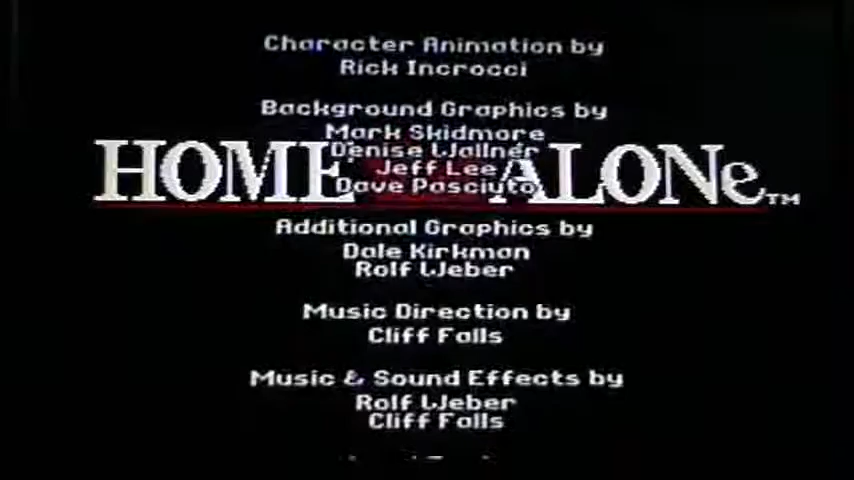 Character Animation by
Rick Incrocci
Background Graphics by
Mark Skidmore
Denise Wallner
Jeff Lee
Dave Pasciuto
HOME ALONe™
Additional Graphics by
Dale Kirkman
Rolf Weber
Music Direction by
Cliff Falls
Music & Sound Effects by
Rolf Weber
Cliff Falls